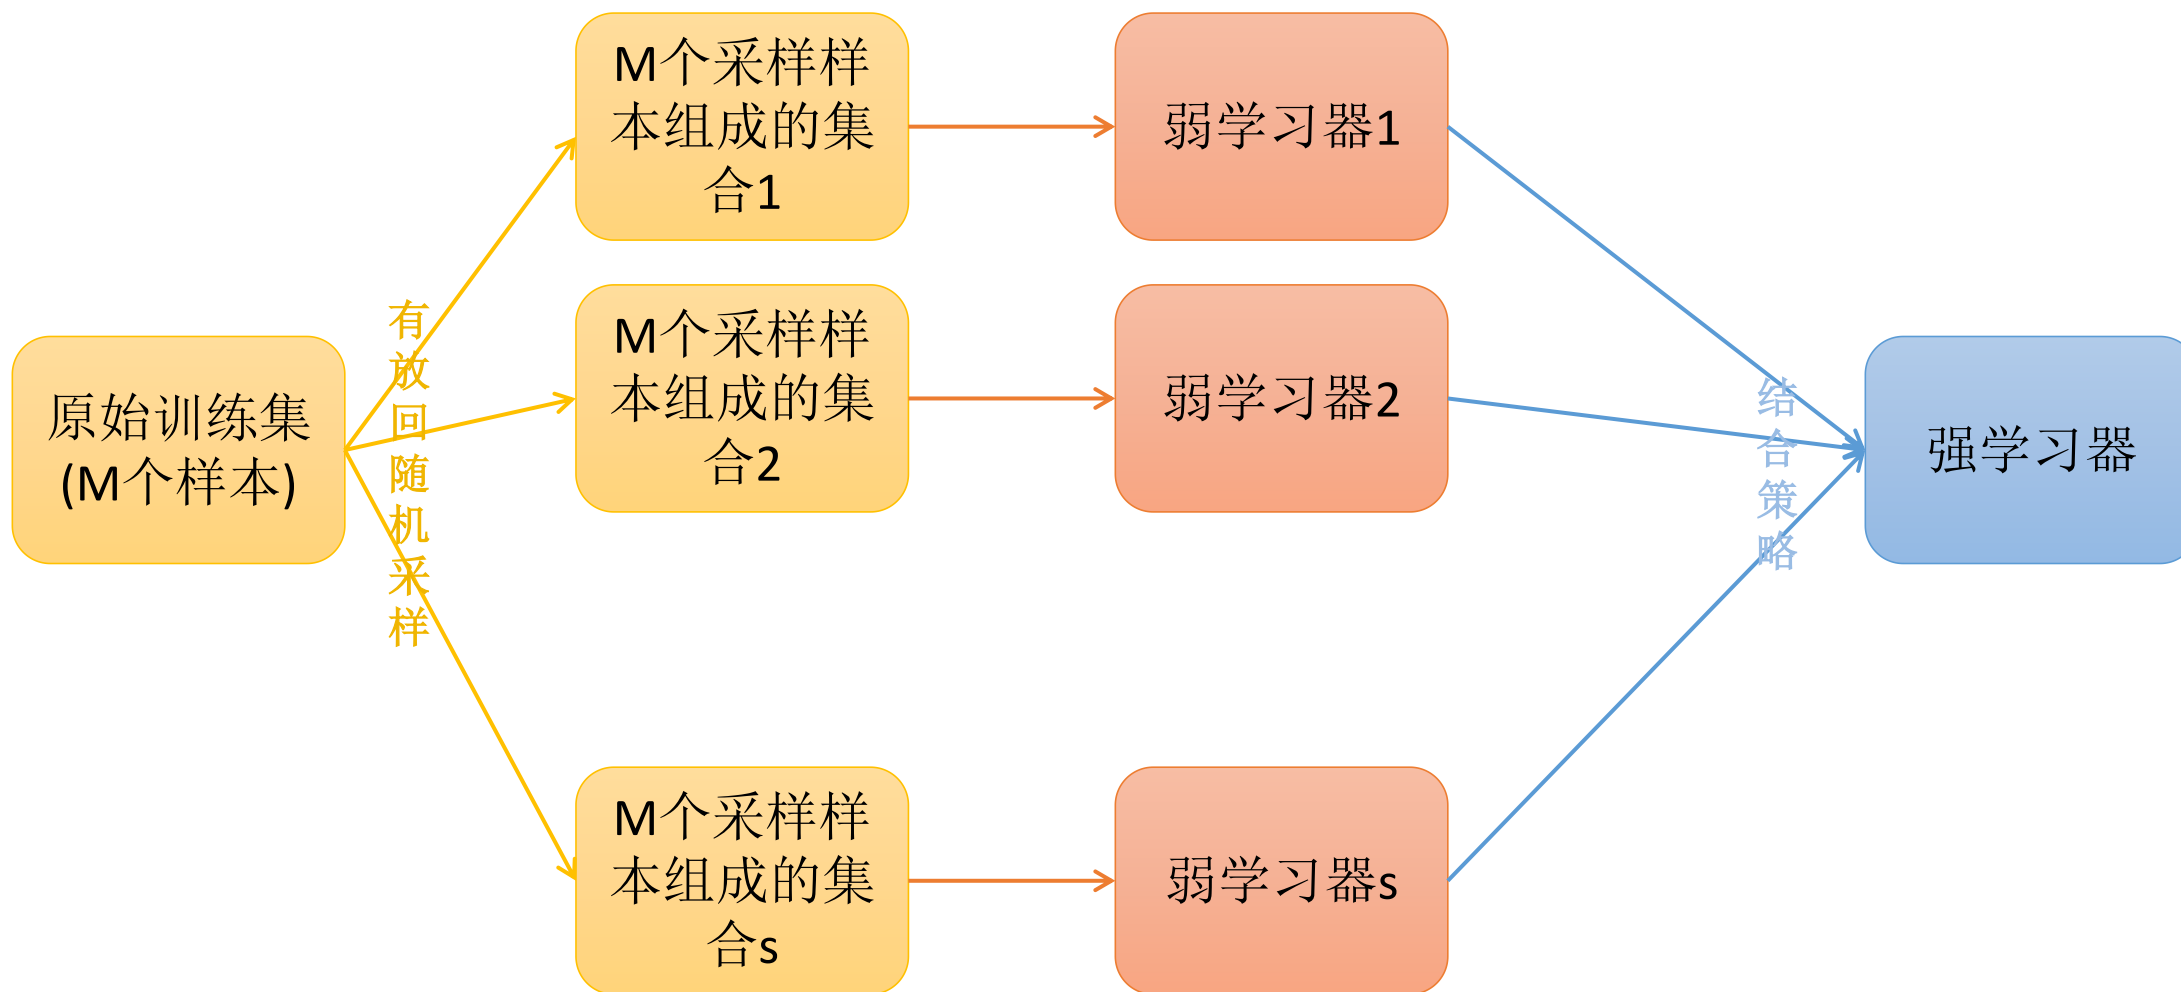 原始训练集
(M个样本)
有放回随机采样
M个采样样
本组成的集
合1
弱学习器1
M个采样样
本组成的集
合2
弱学习器2
M个采样样
本组成的集
合s
弱学习器s
结合策略
强学习器